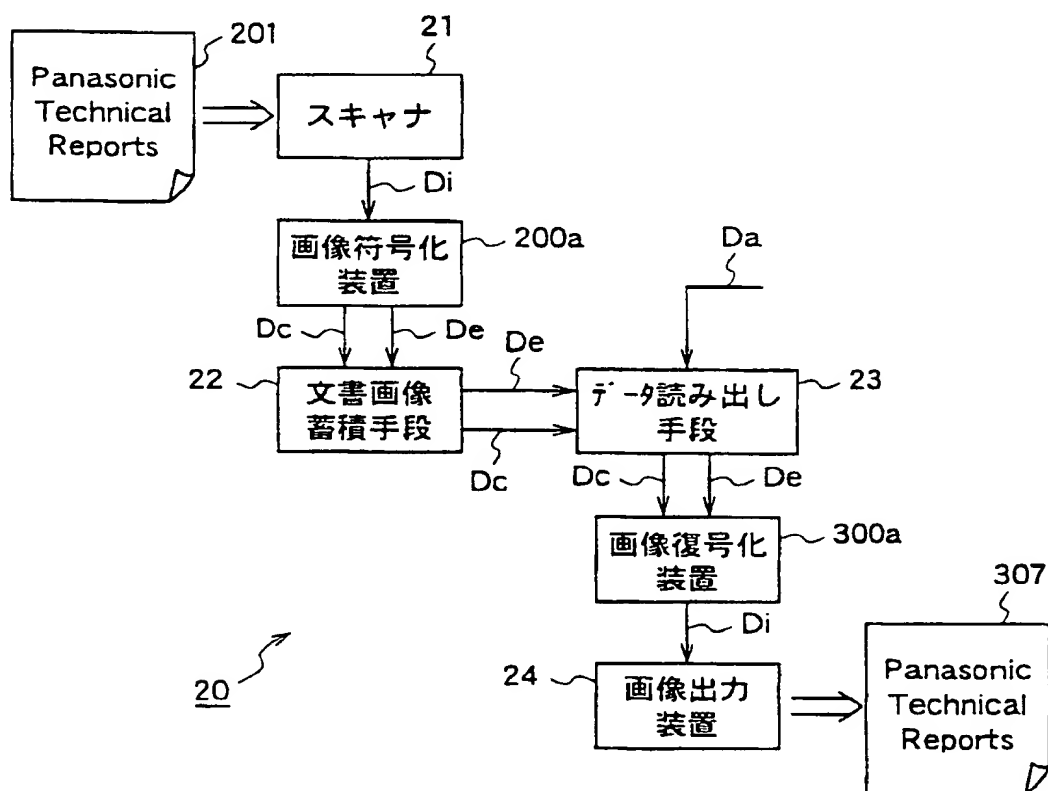 201
Panasonic
Technical
Reports
21
スキャナ
Di
画像符号化
装置
200a
Da
Dc
De
22
文書画像
蓄積手段
De
Dc
データ読み出し
手段
23
Dc
De
画像復号化
装置
300a
Di
20
24
画像出力
装置
307
Panasonic
Technical
Reports